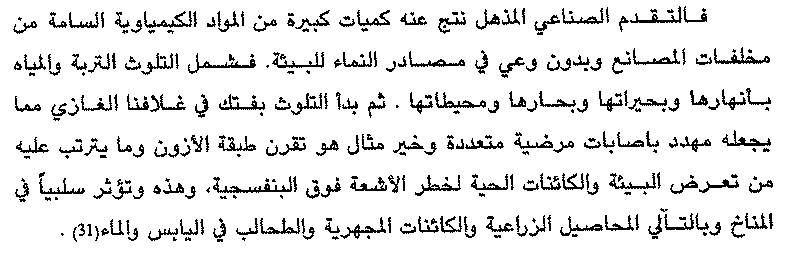 فالتقدم الصناعي المذهل نتج عنه كميات كبيرة من المواد الكيمياوية السامة من
مخلفات المصانع وبدون وعي في مصادر النماء للبيئة. فشمل التلوث التربة والمياه
بأنهارها وبحيراتها وبحارها ومحيطاتها . ثم بدأ التلوث بفتك في غلافنا الغازي مما
يجعله مهدد باصابات مرضية متعددة وخير مثال هو تقرن طبقة الأزون وما يترتب عليه
من تعرض البيئة والكائنات الحية لخطر الأشعة فوق البنفسجية، وهذه وتؤثر سلبياً في
المناخ وبالتآلي المحاصيل الزراعية والكائنات المجهرية والطحالب في اليابس والماء(31) .